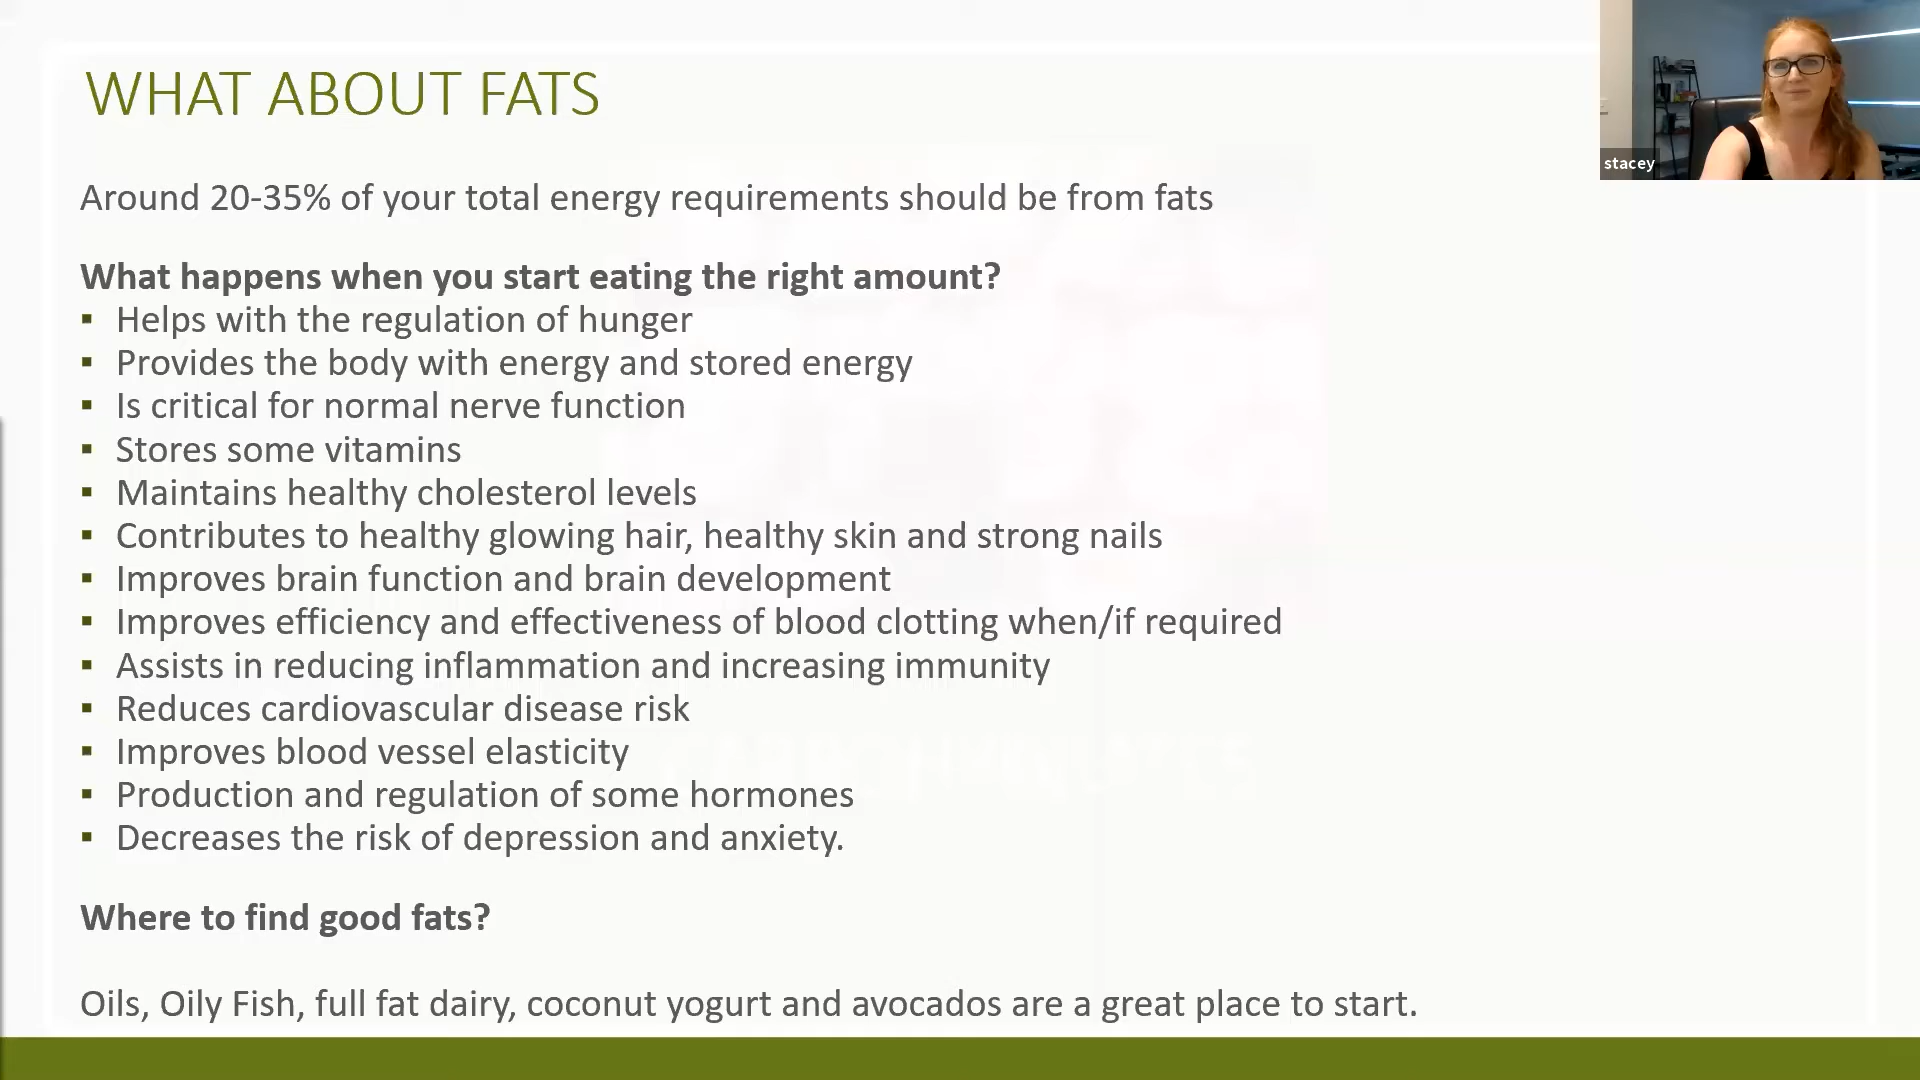 WHAT ABOUT FATS
stacey
Around 20-35% of your total energy requirements should be from fats
What happens when you start eating the right amount?
▪ Helps with the regulation of hunger
▪ Provides the body with energy and stored energy
▪ Is critical for normal nerve function
▪ Stores some vitamins
▪ Maintains healthy cholesterol levels
▪ Contributes to healthy glowing hair, healthy skin and strong nails
▪ Improves brain function and brain development
▪ Improves efficiency and effectiveness of blood clotting when/if required
▪ Assists in reducing inflammation and increasing immunity
▪ Reduces cardiovascular disease risk
▪ Improves blood vessel elasticity
▪ Production and regulation of some hormones
▪ Decreases the risk of depression and anxiety.
Where to find good fats?
Oils, Oily Fish, full fat dairy, coconut yogurt and avocados are a great place to start.